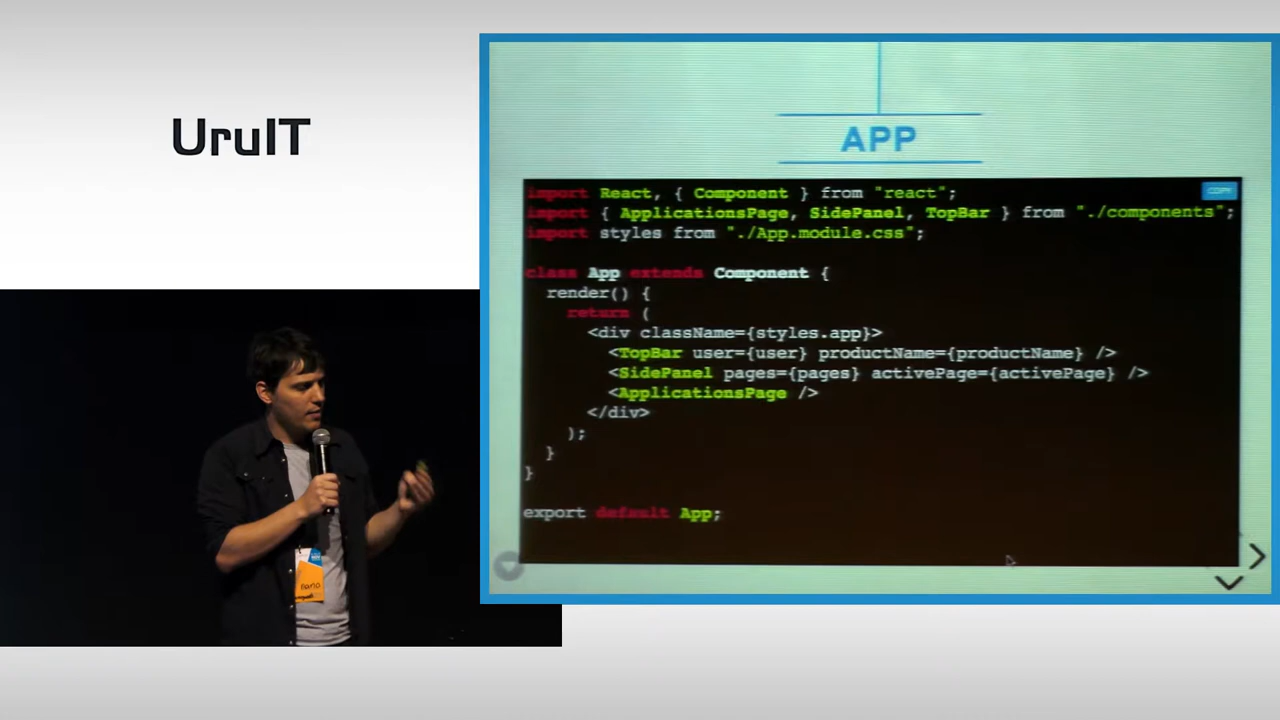 UruIT
APP
COPY
import React, { Component } from "react";
import { ApplicationsPage, SidePanel, TopBar } from "./components";
import styles from "./App.module.css";
class App extends Component {
render() {
return (
<div className={styles.app}>
<TopBar user={user} productName={productName} />
<SidePanel pages={pages} activePage={activePage} />
<ApplicationsPage />
</div>
);
}
}
export default App;
nano